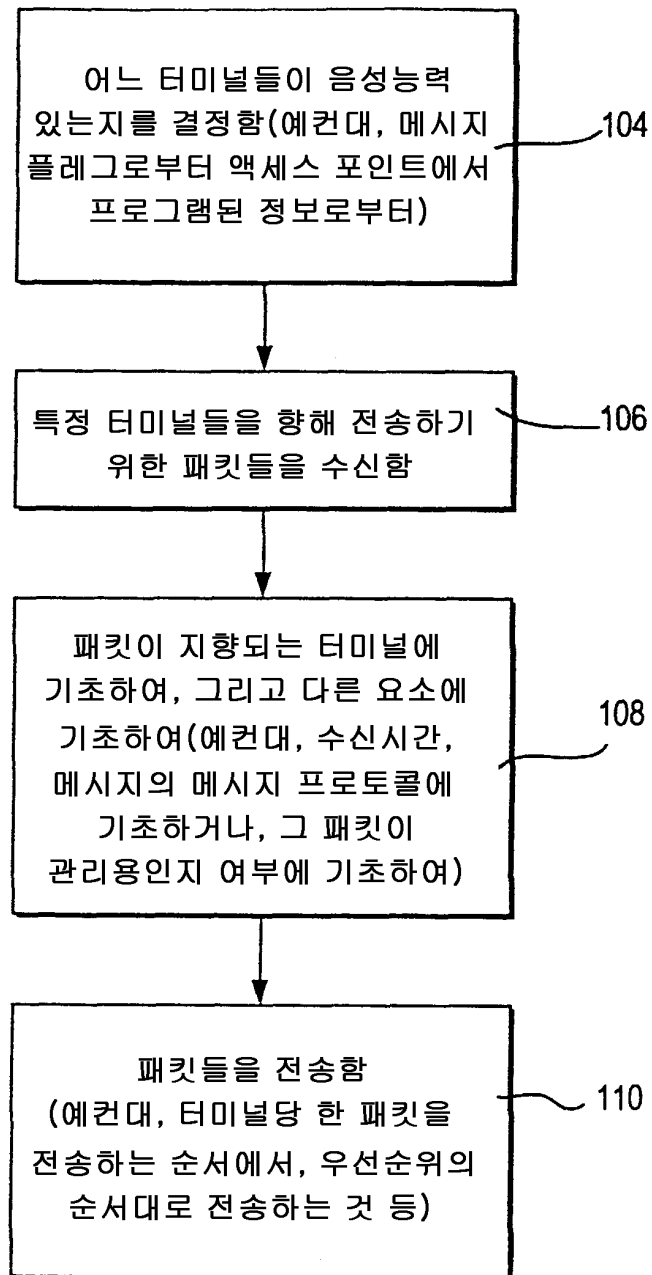 어느 터미널들이 음성능력
있는지를 결정함(예컨대, 메시지
플레그로부터 액세스 포인트에서
프로그램된 정보로부터)
104
특정 터미널들을 향해 전송하기
위한 패킷들을 수신함
106
패킷이 지향되는 터미널에
기초하여, 그리고 다른 요소에
기초하여(예컨대, 수신시간,
메시지의 메시지 프로토콜에
기초하거나, 그 패킷이
관리용인지 여부에 기초하여)
108
패킷들을 전송함
(예컨대, 터미널당 한 패킷을
전송하는 순서에서, 우선순위의
순서대로 전송하는 것 등)
110